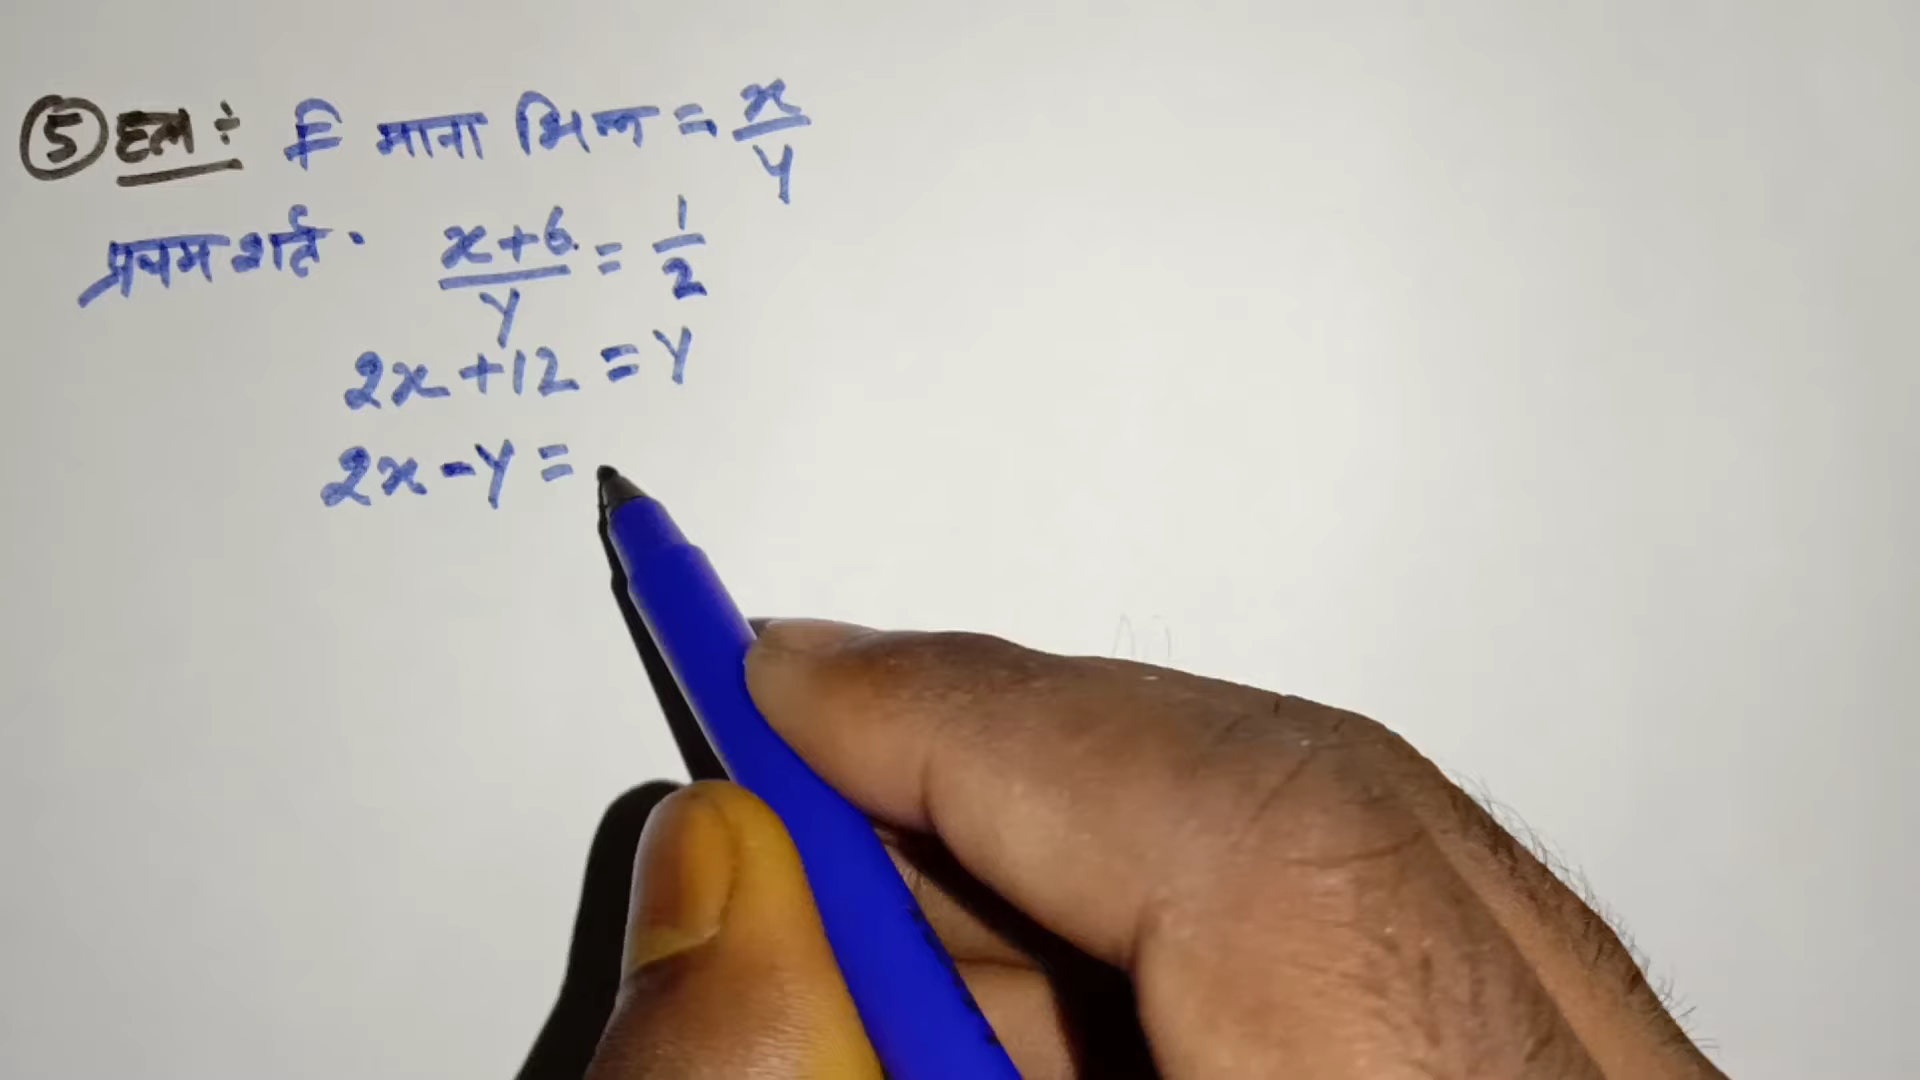 ⑤ हल ÷ F माना भिन्न = x/y
प्रथम शर्त · x+6/y = 1/2
2x+12 = y
2x-y =